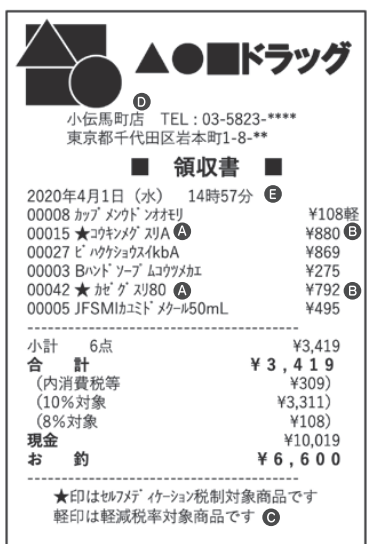 ▲●■ドラッグ
D
小伝馬町店 TEL：03-5823-****
東京都千代田区岩本町1-8-**
■ 領収書 ■
2020年4月1日（水） 14時57分 E
00008 ｶｯﾌﾟﾒﾝｳﾄﾞﾝｵｵﾓﾘ ¥108軽
00015 ★ｺｳｷﾝﾒｸﾞｽﾘA A ¥880 B
00027 ﾋﾞﾊｸｹｼｮｳｽｲkbA ¥869
00003 Bﾊﾝﾄﾞｿｰﾌﾟﾑｺｳﾂﾒｶｴ ¥275
00042 ★ｶｾﾞｸﾞｽﾘ80 A ¥792 B
00005 JFSMIｶﾕﾐﾄﾞﾒｸｰﾙ50mL ¥495
小計 6点 ¥3,419
合 計 ¥3,419
（内消費税等 ¥309）
（10％対象 ¥3,311）
（8％対象 ¥108）
現金 ¥10,019
お 釣 ¥6,600
★印はｾﾙﾌﾒﾃﾞｨｹｰｼｮﾝ税制対象商品です
軽印は軽減税率対象商品です C